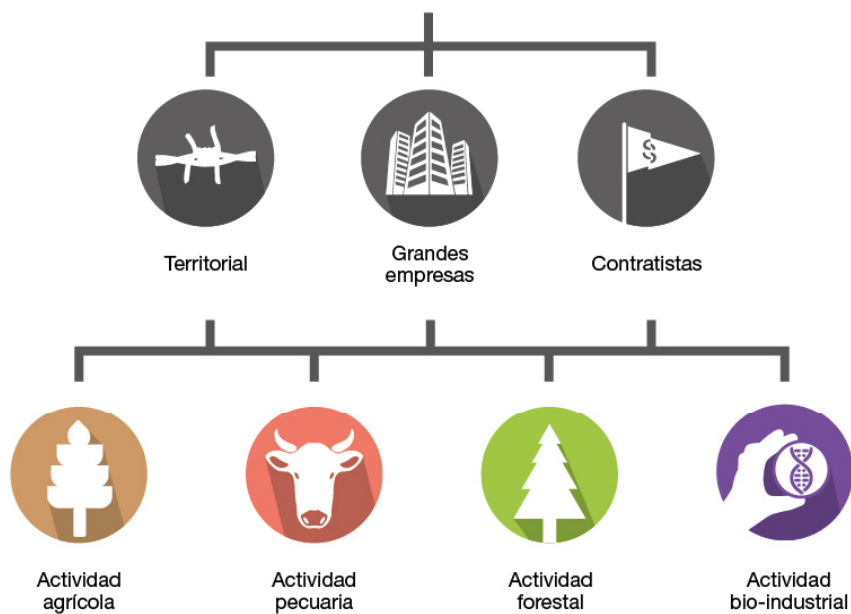 Territorial
Grandes
empresas
Contratistas
Actividad
agrícola
Actividad
pecuaria
Actividad
forestal
Actividad
bio-industrial